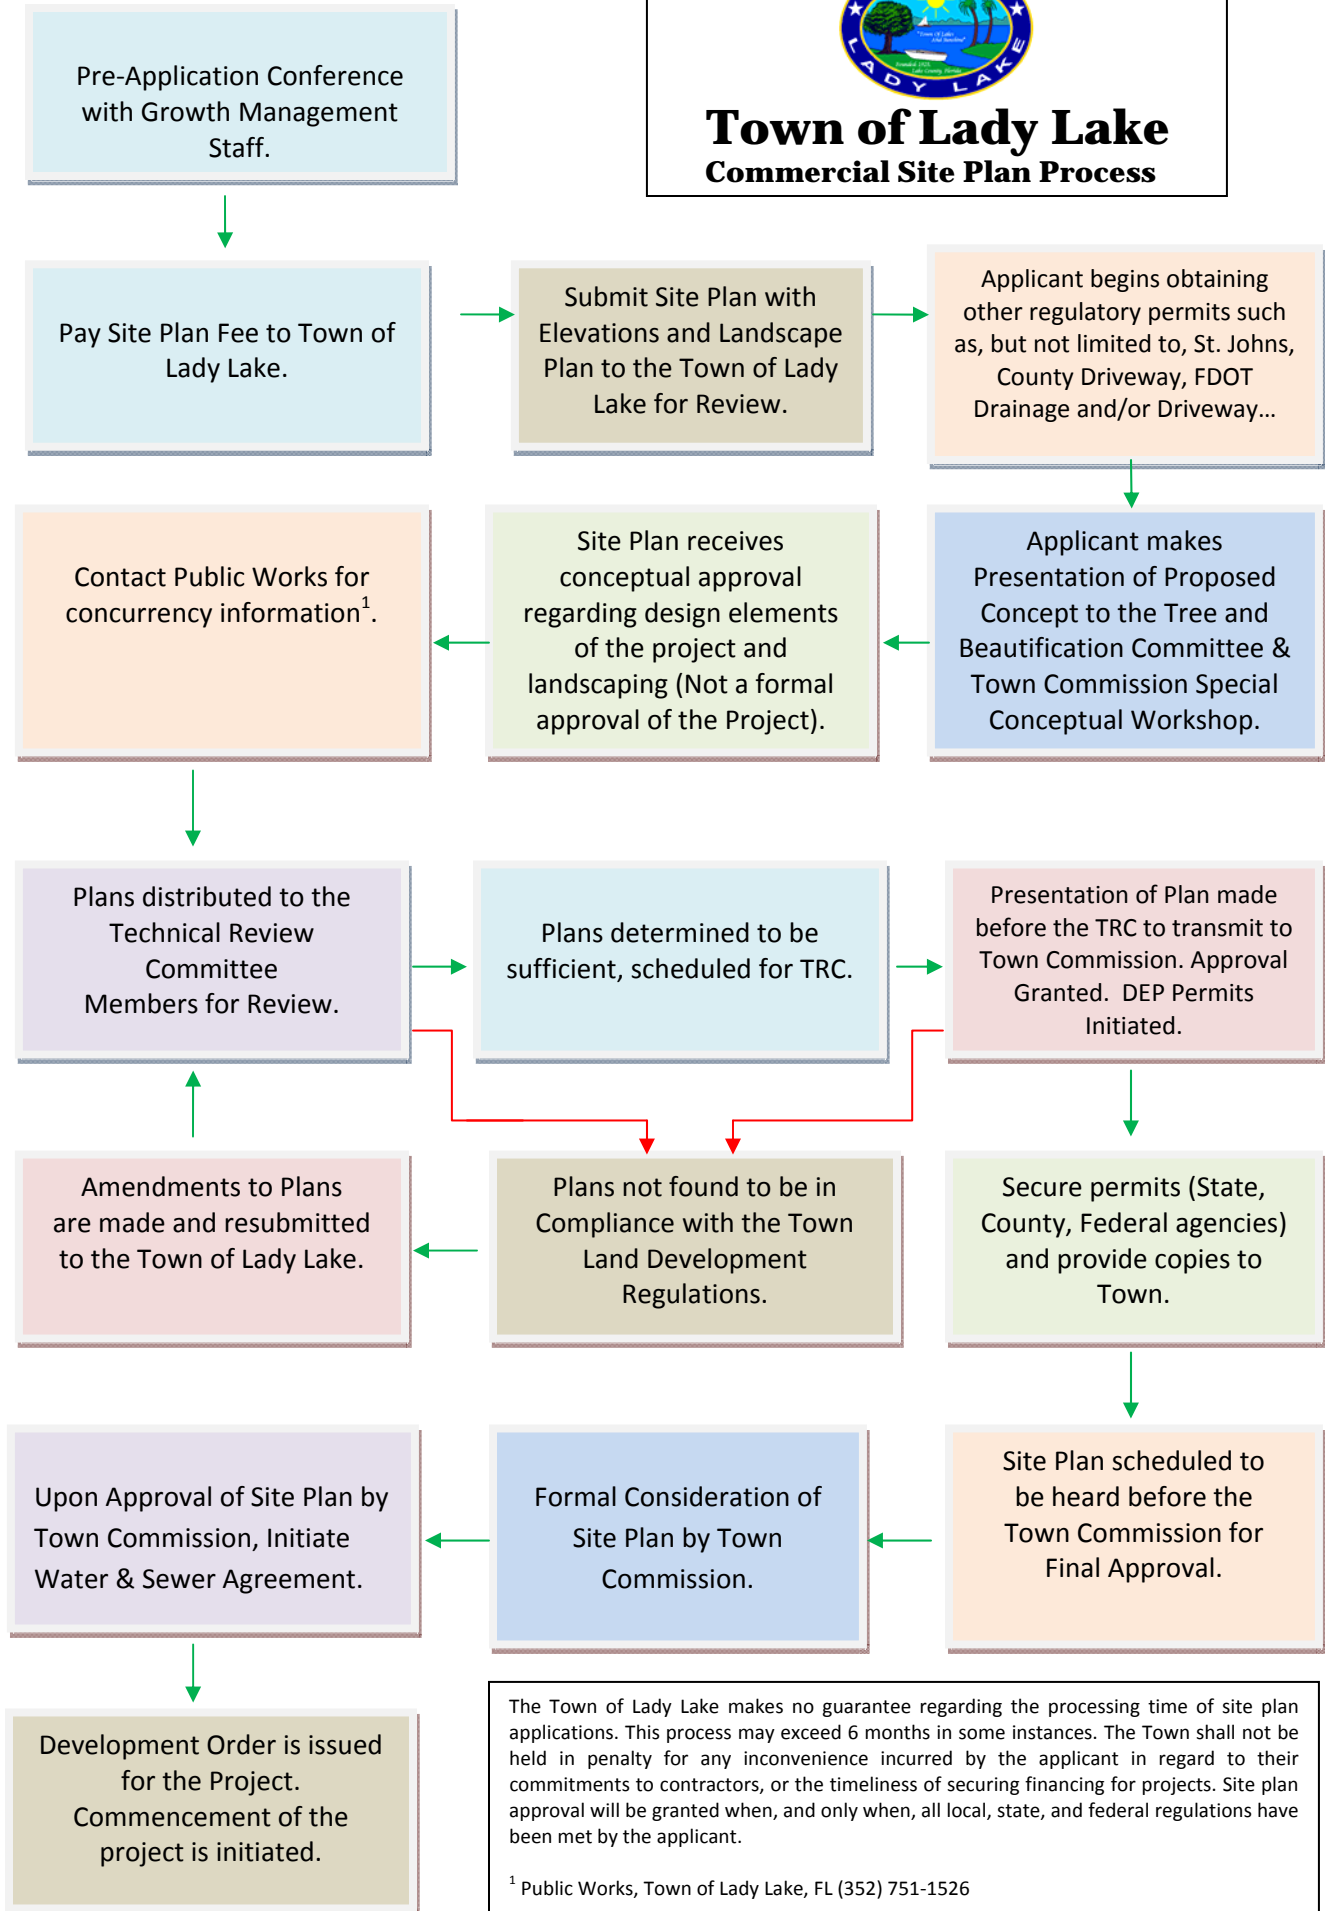 Pre-Application Conference
with Growth Management
Staff.
"Town Of Lakes
And Sunshine"
Founded 1925
Lake County, Florida
LADY LAKE
Town of Lady Lake
Commercial Site Plan Process
Pay Site Plan Fee to Town of
Lady Lake.
Submit Site Plan with
Elevations and Landscape
Plan to the Town of Lady
Lake for Review.
Applicant begins obtaining
other regulatory permits such
as, but not limited to, St. Johns,
County Driveway, FDOT
Drainage and/or Driveway…
Contact Public Works for
concurrency information1.
Site Plan receives
conceptual approval
regarding design elements
of the project and
landscaping (Not a formal
approval of the Project).
Applicant makes
Presentation of Proposed
Concept to the Tree and
Beautification Committee &
Town Commission Special
Conceptual Workshop.
Plans distributed to the
Technical Review
Committee
Members for Review.
Plans determined to be
sufficient, scheduled for TRC.
Presentation of Plan made
before the TRC to transmit to
Town Commission. Approval
Granted.  DEP Permits
Initiated.
Amendments to Plans
are made and resubmitted
to the Town of Lady Lake.
Plans not found to be in
Compliance with the Town
Land Development
Regulations.
Secure permits (State,
County, Federal agencies)
and provide copies to
Town.
Upon Approval of Site Plan by
Town Commission, Initiate
Water & Sewer Agreement.
Formal Consideration of
Site Plan by Town
Commission.
Site Plan scheduled to
be heard before the
Town Commission for
Final Approval.
Development Order is issued
for the Project.
Commencement of the
project is initiated.
The Town of Lady Lake makes no guarantee regarding the processing time of site plan
applications. This process may exceed 6 months in some instances. The Town shall not be
held in penalty for any inconvenience incurred by the applicant in regard to their
commitments to contractors, or the timeliness of securing financing for projects. Site plan
approval will be granted when, and only when, all local, state, and federal regulations have
been met by the applicant.
1 Public Works, Town of Lady Lake, FL (352) 751-1526